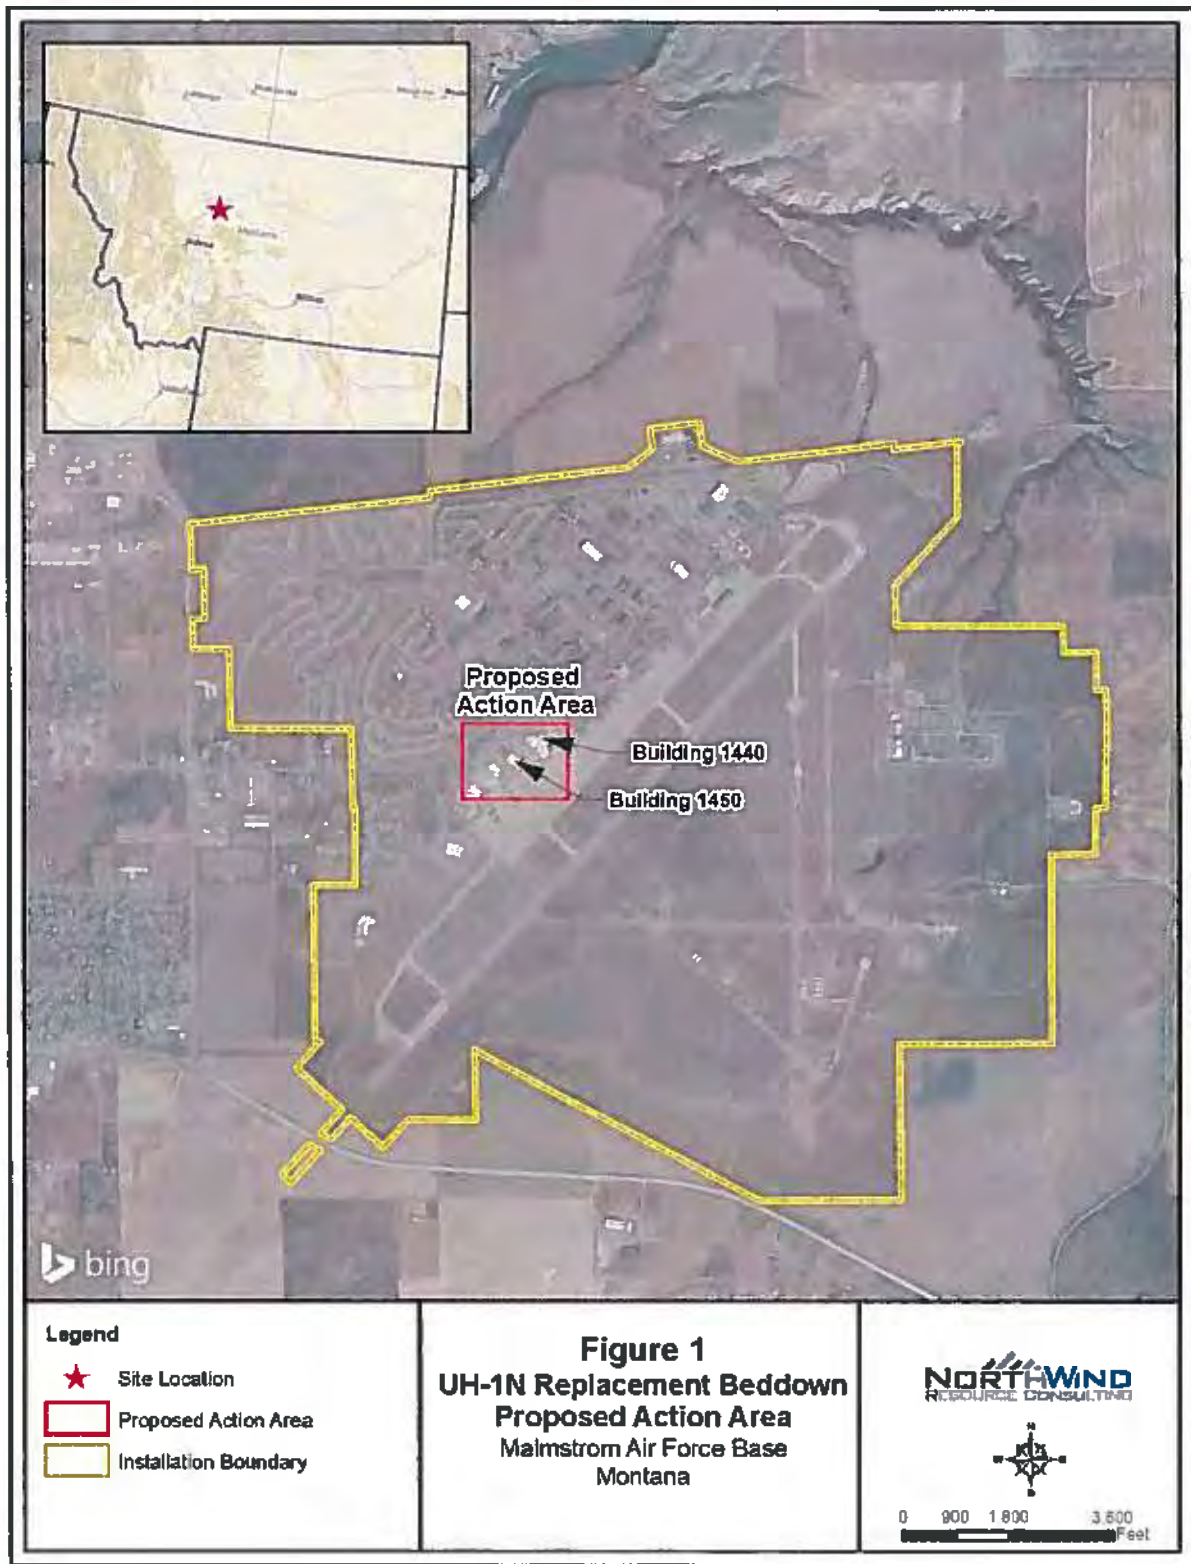 Proposed
Action Area
Building 1440
Building 1450
bing
Legend
Site Location
Proposed Action Area
Installation Boundary
Figure 1
UH-1N Replacement Beddown
Proposed Action Area
Malmstrom Air Force Base
Montana
NORTHWIND
RESOURCE CONSULTING
N
0 900 1 800 3,600
Feet